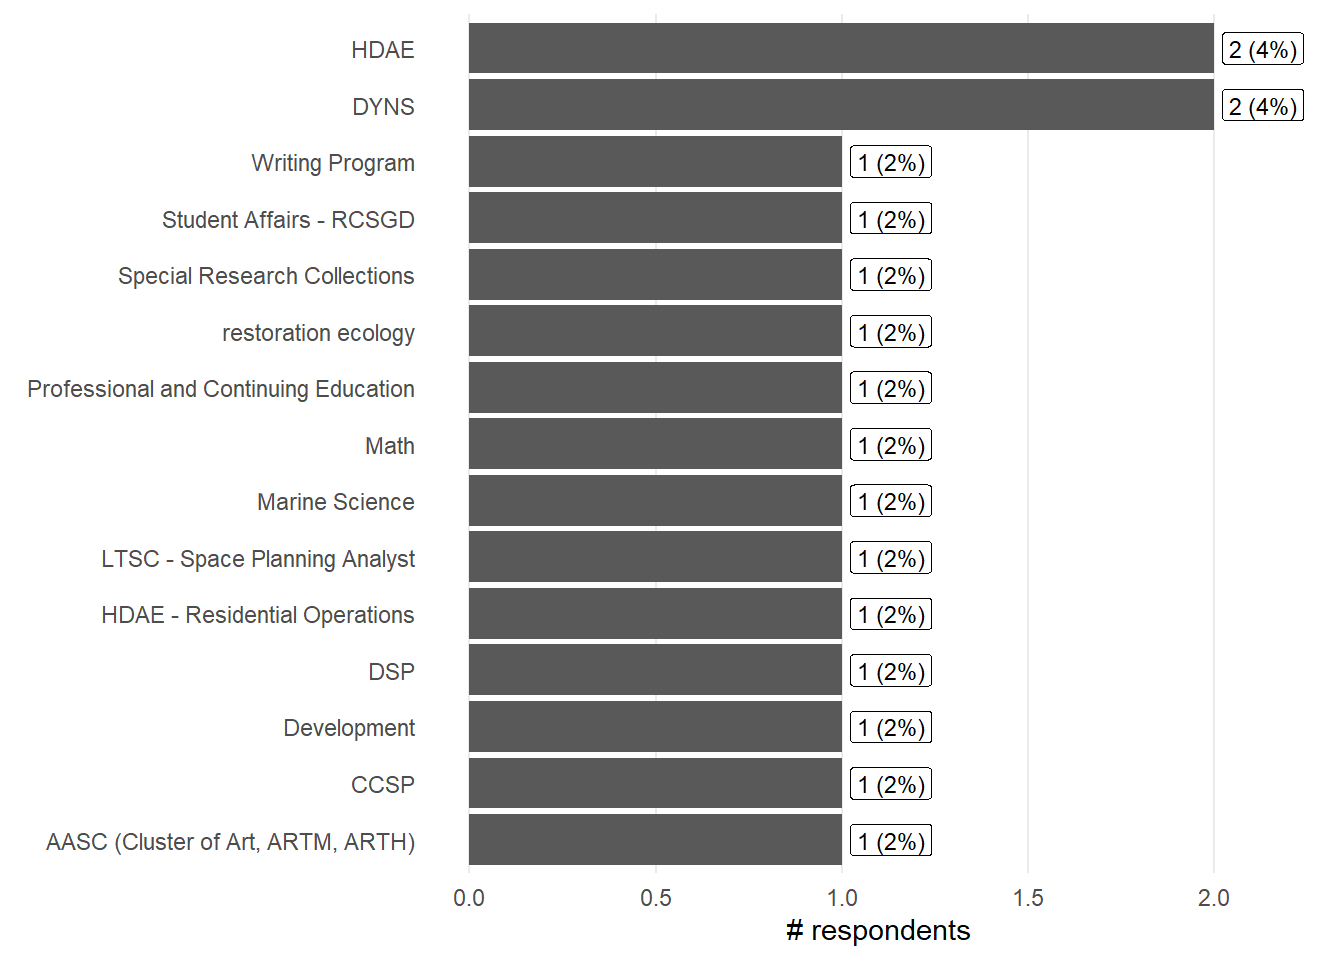 HDAE 2 (4%)
DYNS 2 (4%)
Writing Program 1 (2%)
Student Affairs - RCSGD 1 (2%)
Special Research Collections 1 (2%)
restoration ecology 1 (2%)
Professional and Continuing Education 1 (2%)
Math 1 (2%)
Marine Science 1 (2%)
LTSC - Space Planning Analyst 1 (2%)
HDAE - Residential Operations 1 (2%)
DSP 1 (2%)
Development 1 (2%)
CCSP 1 (2%)
AASC (Cluster of Art, ARTM, ARTH) 1 (2%)
0.0 0.5 1.0 1.5 2.0
# respondents